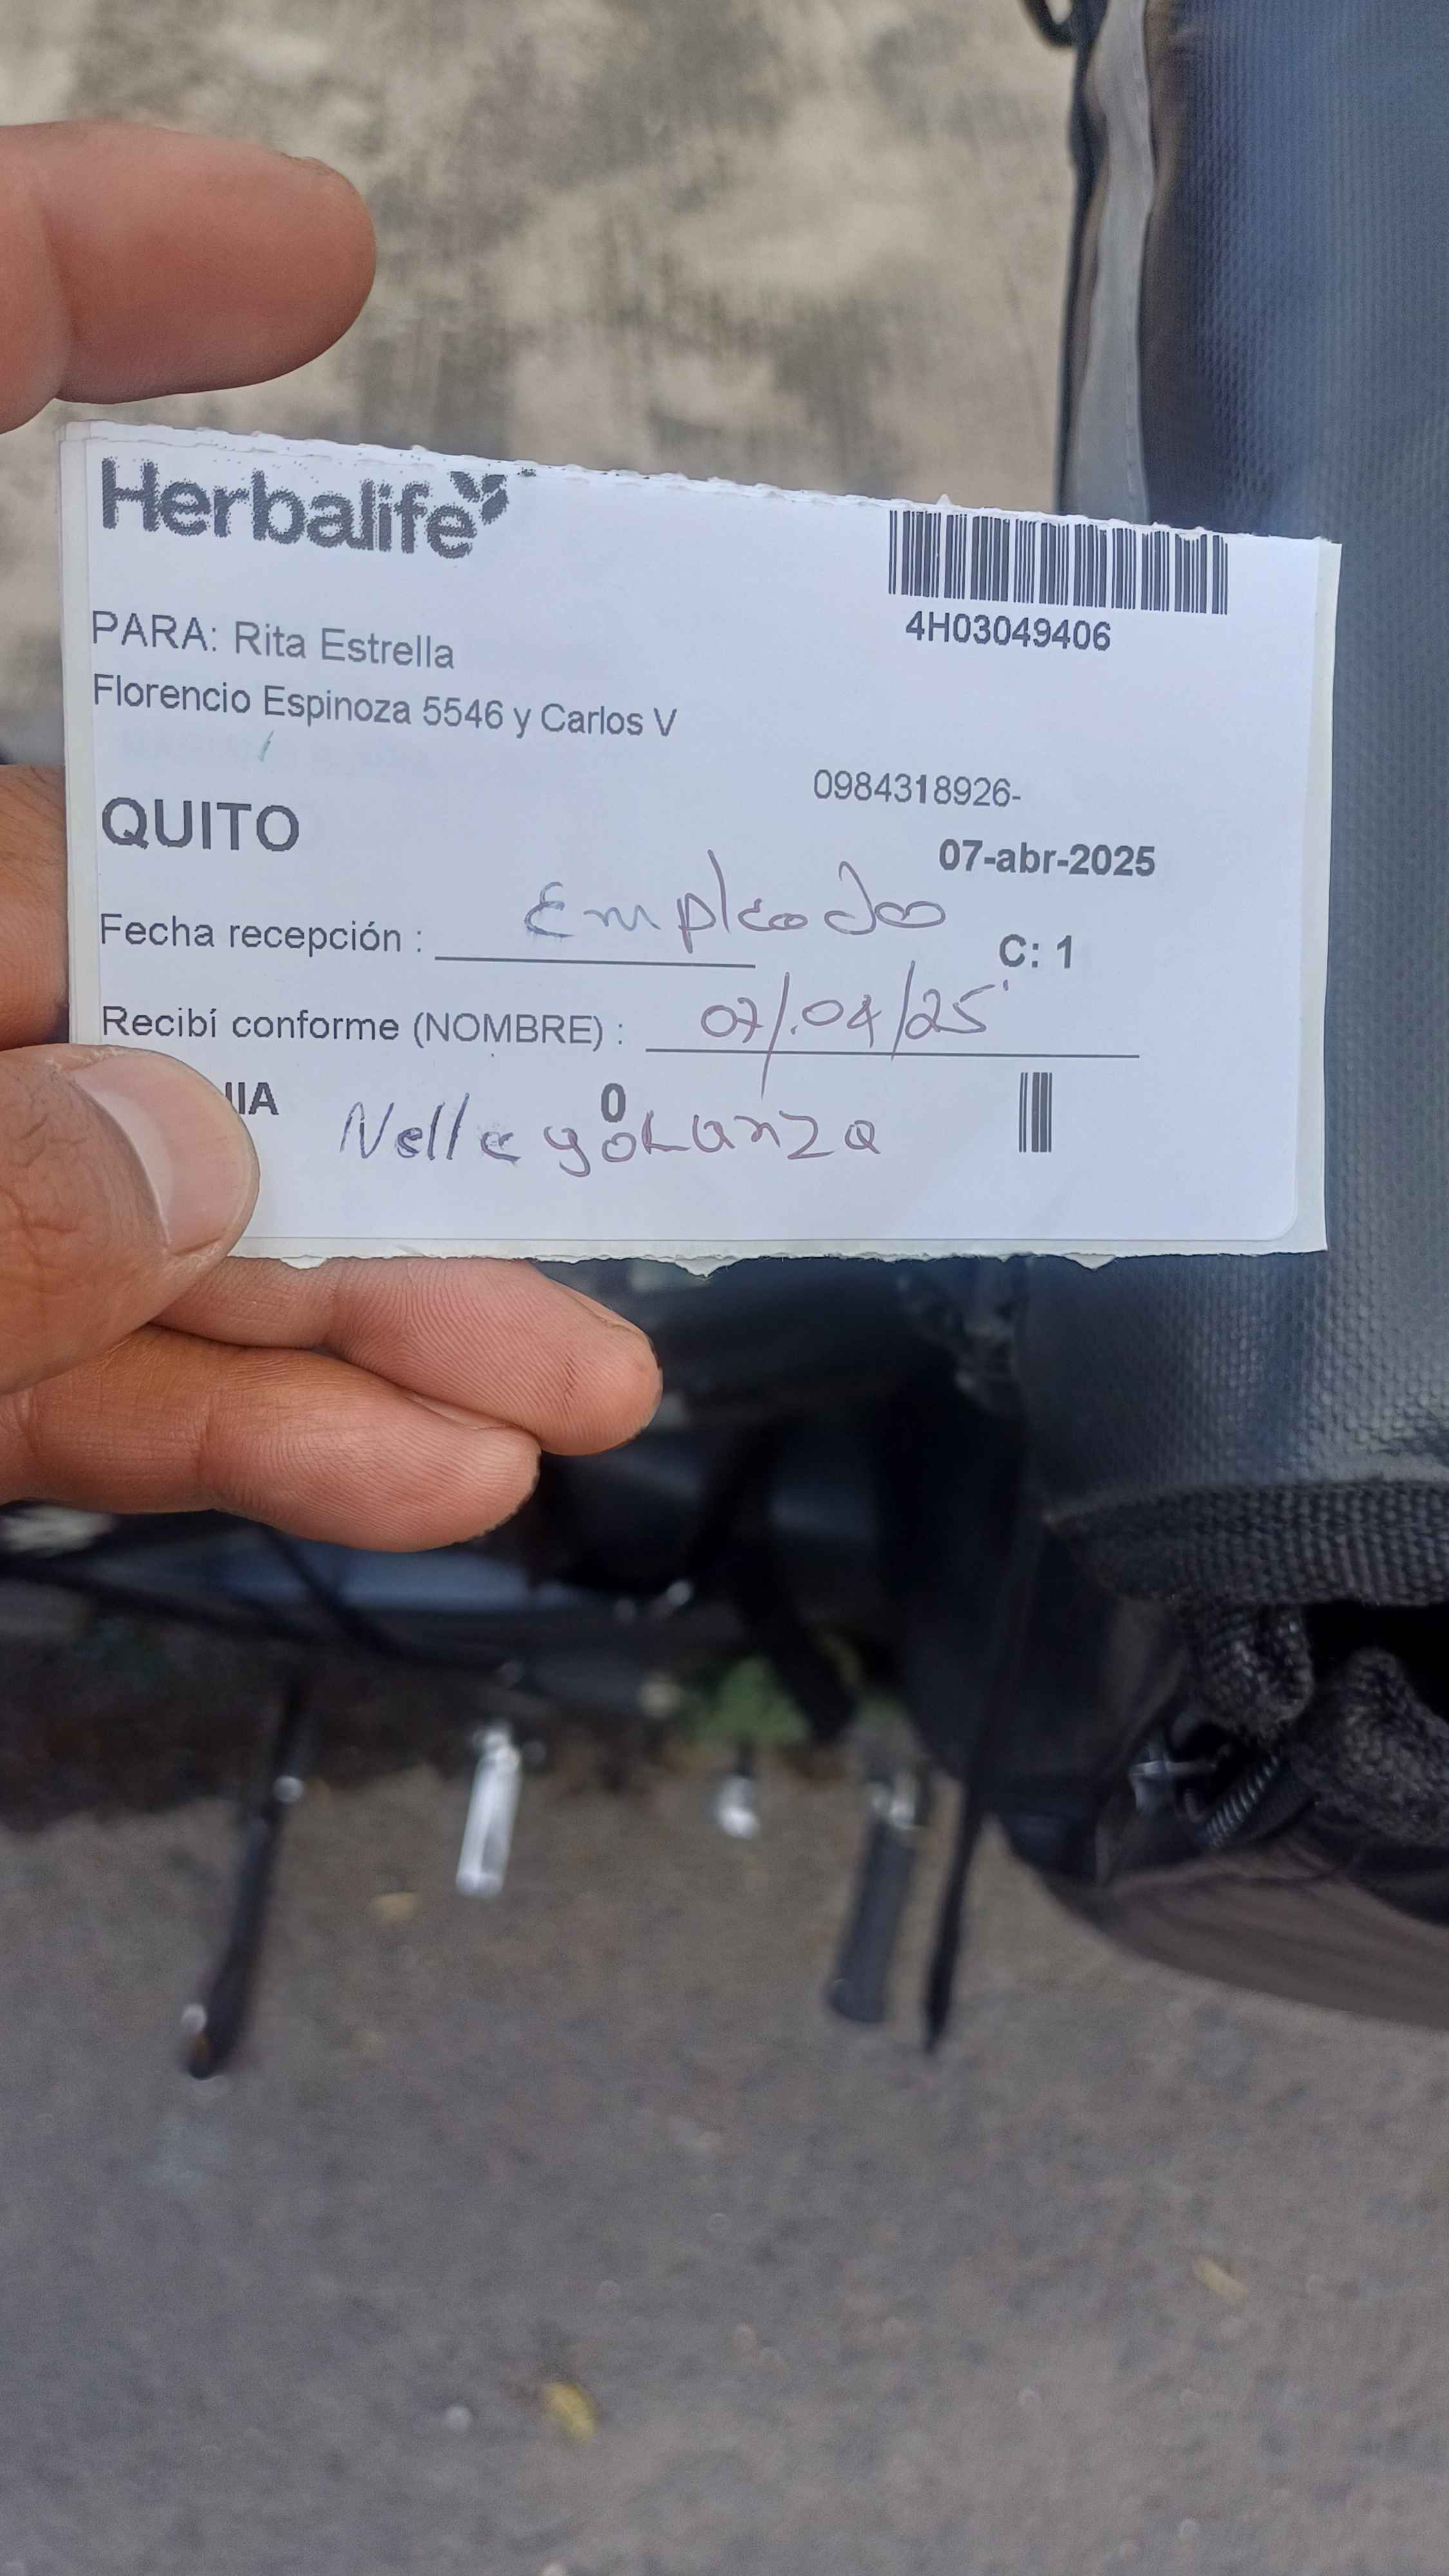 Herbalife
4H03049406
PARA: Rita Estrella
Florencio Espinoza 5546 y Carlos V
0984318926-
QUITO
07-abr-2025
Fecha recepción : Empleado
C: 1
Recibí conforme (NOMBRE) : 07/.04/25
0
Nelle